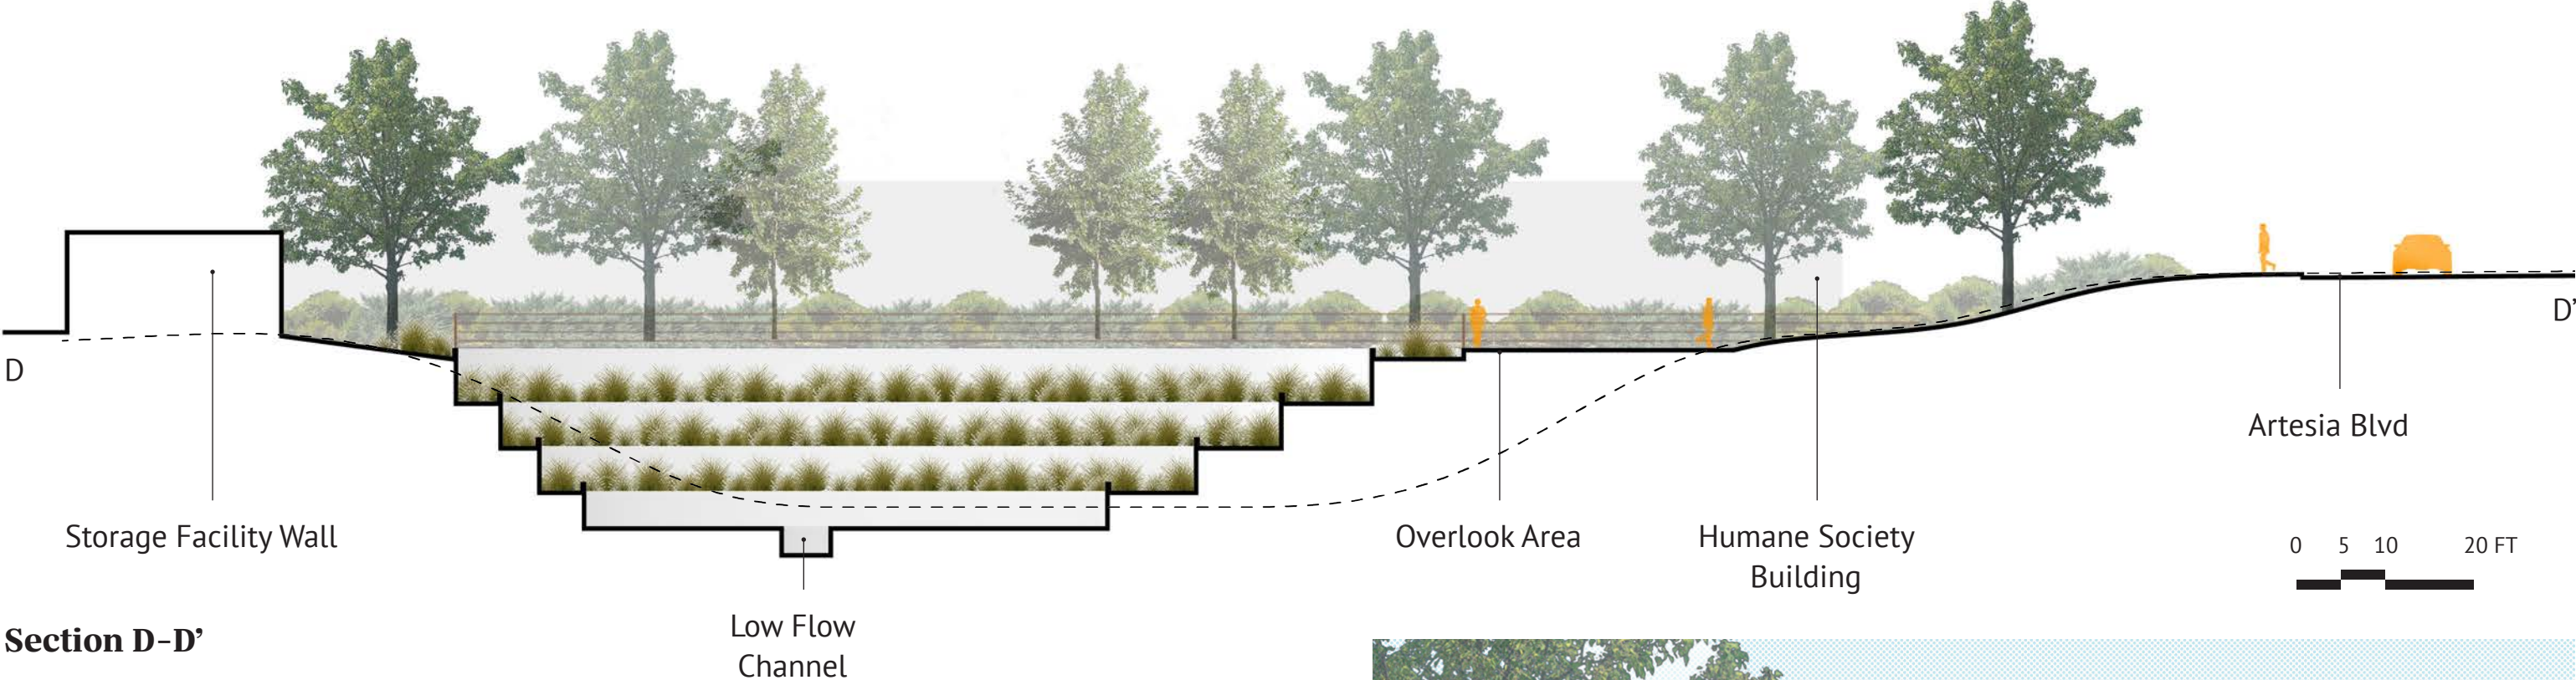 D
D'
Artesia Blvd
Storage Facility Wall
Overlook Area
Humane Society
Building
0 5 10 20 FT
Low Flow
Channel
Section D–D’